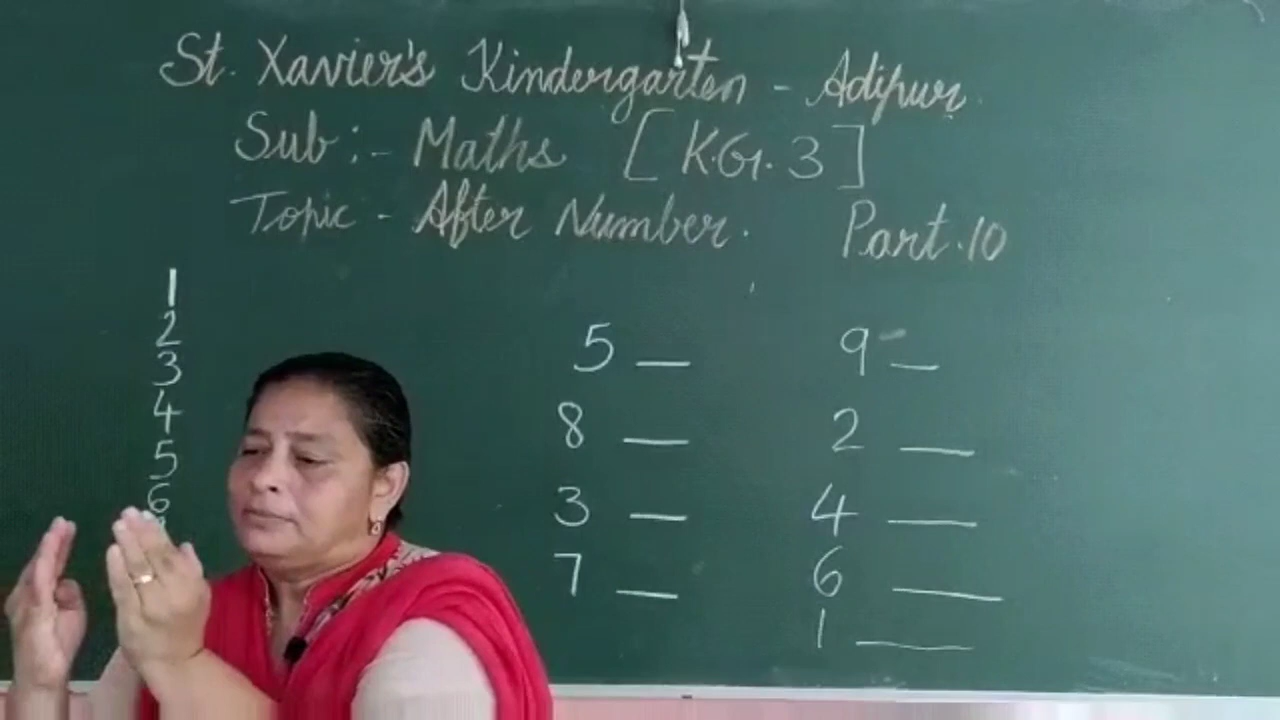 St. Xavier's Kindergarten - Adipur.
Sub :- Maths [K.G. 3]
Topic - After Number. Part.10
1
2
3
4
5
6
5 __ 9 __
8 __ 2 __
3 __ 4 __
7 __ 6 __
1 __